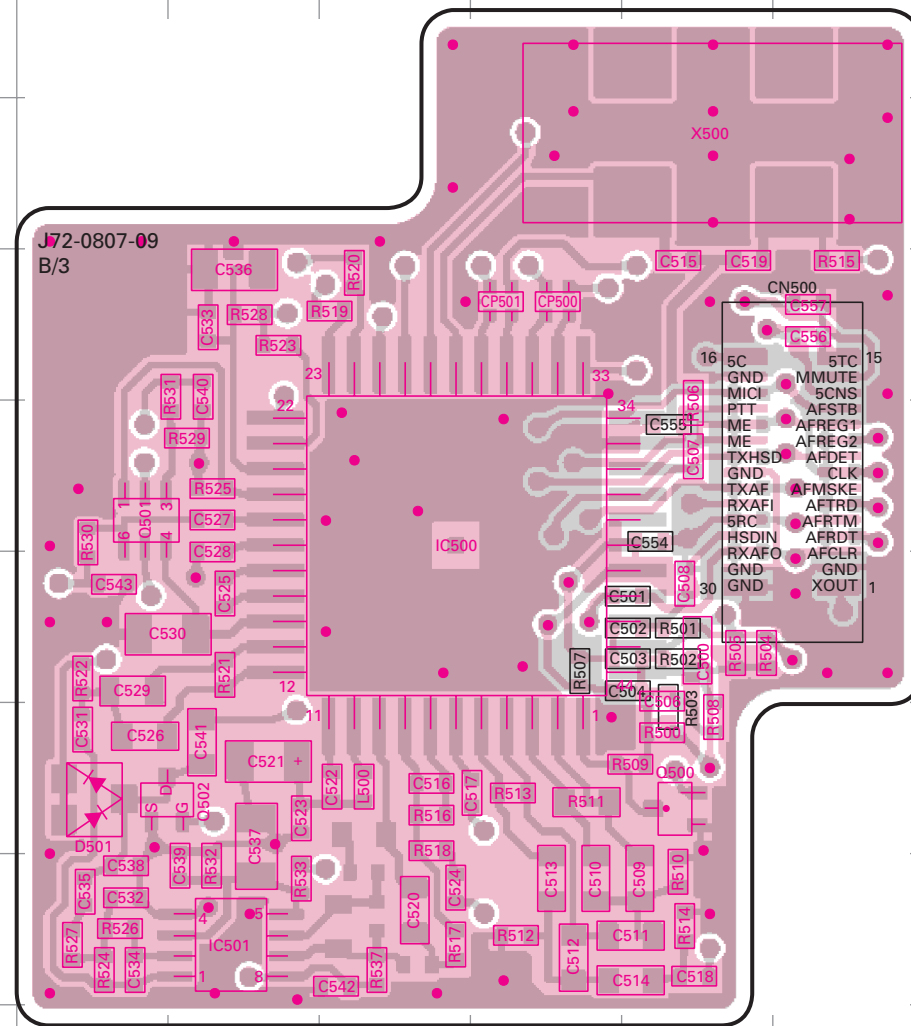 X500
J72-0807-09
B/3
C536
R520
C515
C519
R515
CN500
C533
R528
R519
CP501
CP500
C557
C556
R523
16
5C
5TC
15
23
33
GND
MMUTE
R531
C540
22
34
R506
MICI
5CNS
PTT
AFSTB
C555
ME
AFREG1
R529
ME
AFREG2
C507
TXHSD
AFDET
GND
CLK
R525
TXAF
AFMSKE
1
3
Q501
RXAFI
AFTRD
C527
5RC
AFRTM
R530
6
4
IC500
C554
HSDIN
AFRDT
C528
RXAFO
AFCLR
GND
GND
C543
C525
C508
30
GND
XOUT
1
C501
C530
C502
R501
R522
R521
R507
C503
R502
C500
R505
R504
C529
12
44
C504
C506
R503
11
1
R508
C531
C526
C541
R500
C521 +
R509
Q500
C522
L500
C516
C517
R513
R511
S
D
G
Q502
C523
R516
D501
C537
R518
C538
C539
R532
R533
C524
C513
C510
C509
R510
C535
C532
4
5
C520
R514
R527
R526
IC501
R517
R512
C512
C511
R524
C534
1
8
R537
C542
C514
C518